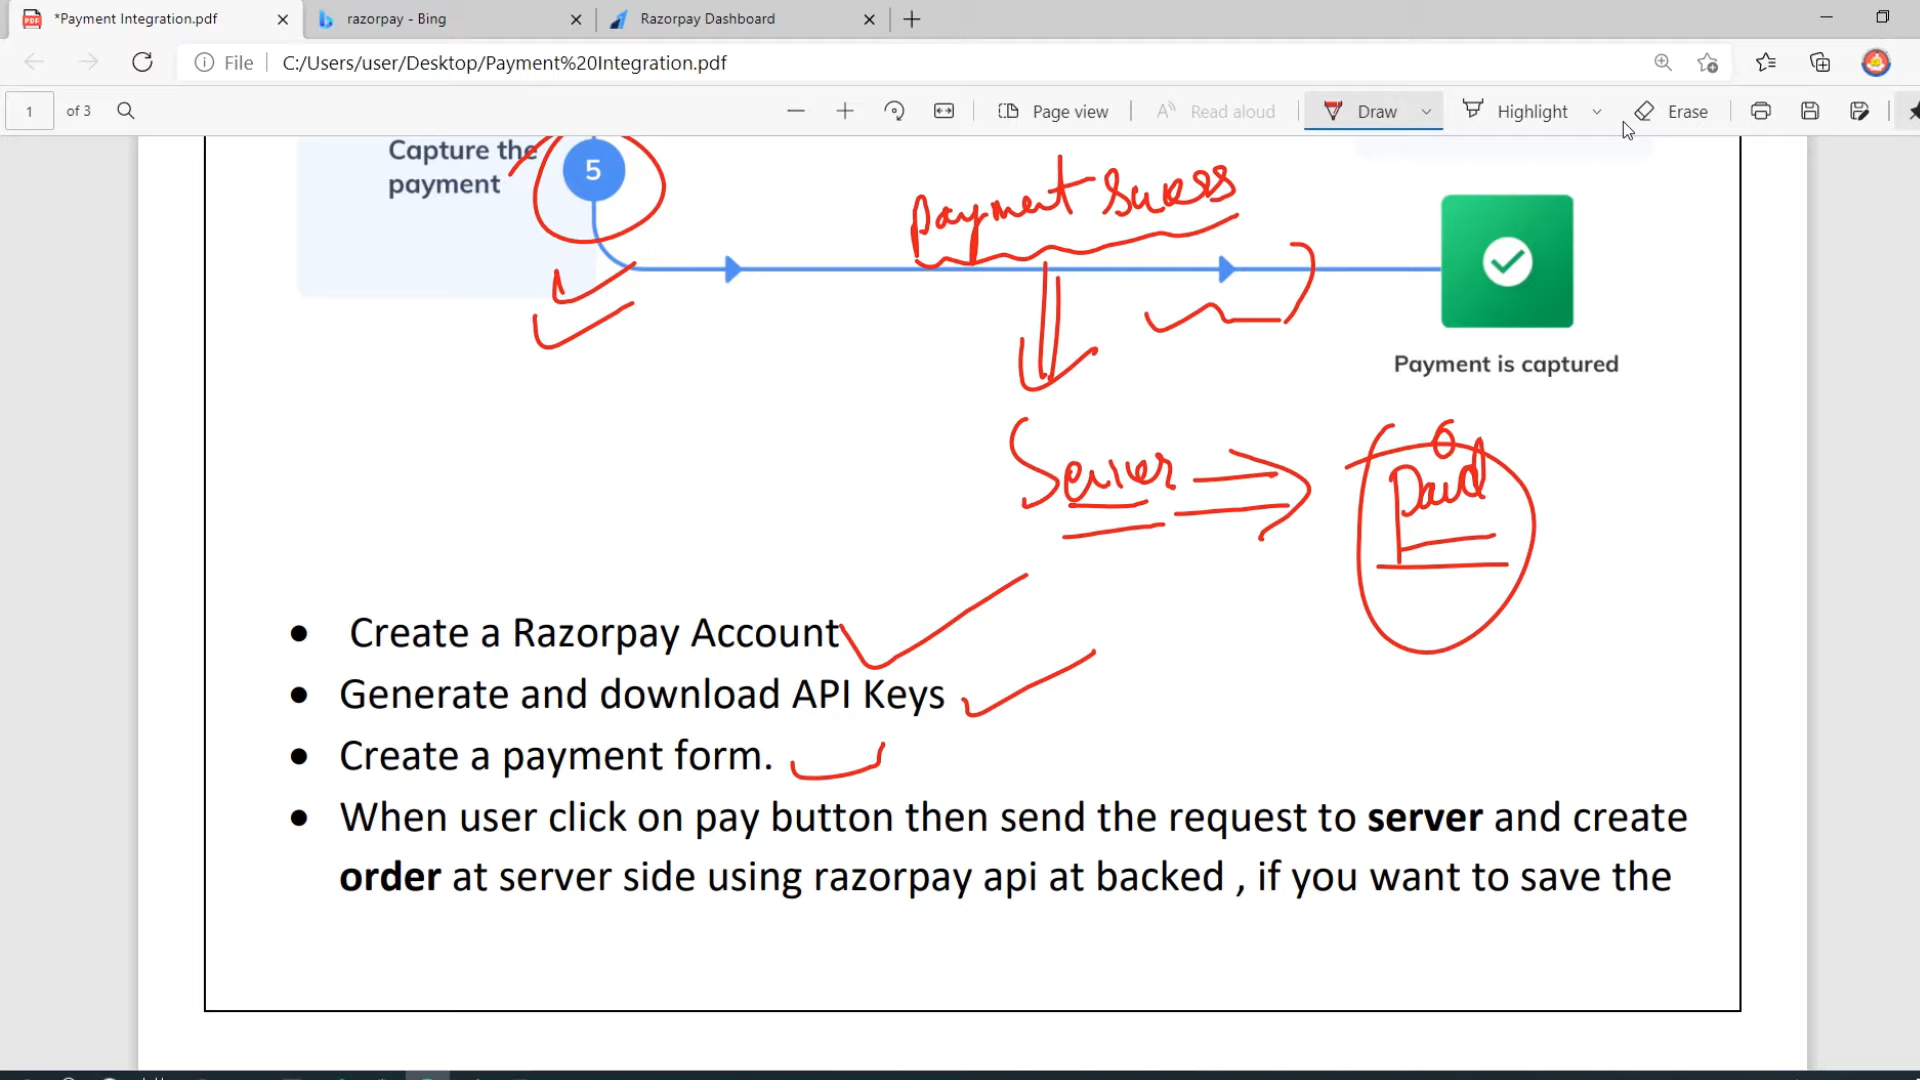 *Payment Integration.pdf
razorpay - Bing
Razorpay Dashboard
File
C:/Users/user/Desktop/Payment%20Integration.pdf
1 of 3
Page view
Read aloud
Draw
Highlight
Erase
Capture the
payment
5
Payment Sucess
Payment is captured
Server
Paid
• Create a Razorpay Account
• Generate and download API Keys
• Create a payment form.
• When user click on pay button then send the request to server and create
order at server side using razorpay api at backed , if you want to save the